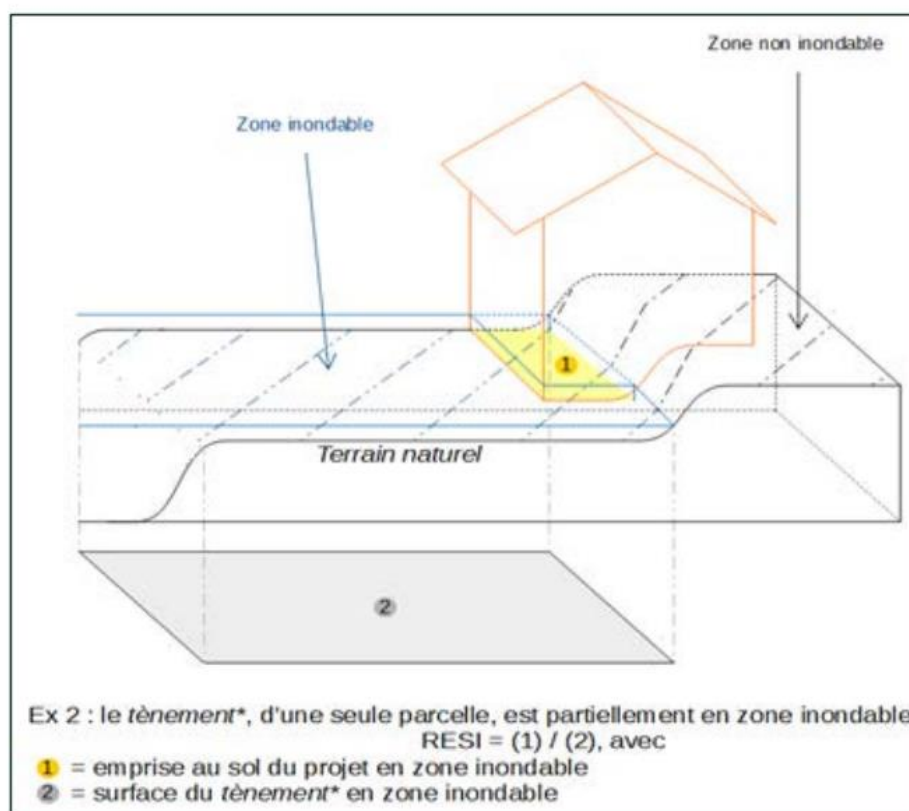 Zone non inondable
Zone inondable
1
Terrain naturel
2
Ex 2 : le tènement*, d'une seule parcelle, est partiellement en zone inondable
RESI = (1) / (2), avec
1 = emprise au sol du projet en zone inondable
2 = surface du tènement* en zone inondable